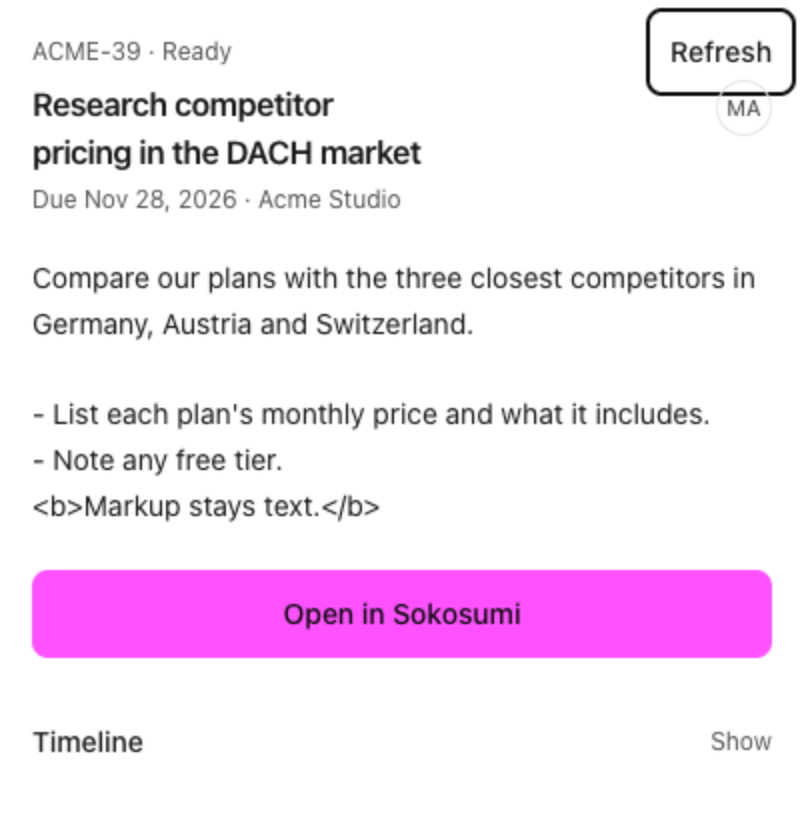 ACME-39 · Ready
Refresh
MA
Research competitor
pricing in the DACH market
Due Nov 28, 2026 · Acme Studio
Compare our plans with the three closest competitors in
Germany, Austria and Switzerland.
- List each plan's monthly price and what it includes.
- Note any free tier.
<b>Markup stays text.</b>
Open in Sokosumi
Timeline
Show